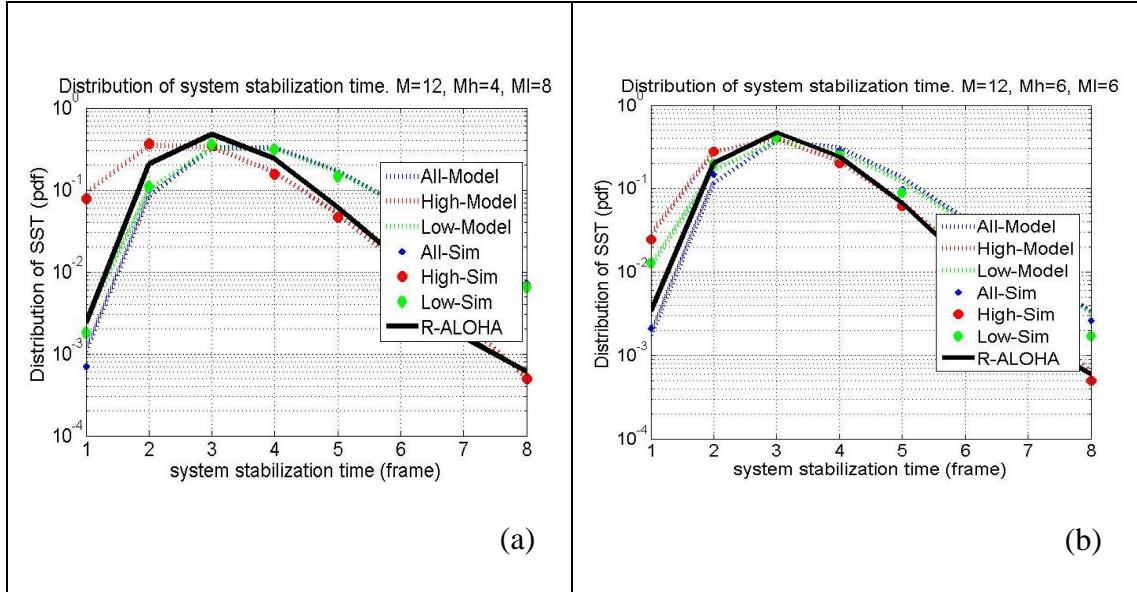 Distribution of system stabilization time. M=12, Mh=4, Ml=8
Distribution of SST (pdf)
10^0
10^-1
10^-2
10^-3
10^-4
All-Model
High-Model
Low-Model
All-Sim
High-Sim
Low-Sim
R-ALOHA
1 2 3 4 5 6 7 8
system stabilization time (frame)
(a)
Distribution of system stabilization time. M=12, Mh=6, Ml=6
Distribution of SST (pdf)
10^0
10^-1
10^-2
10^-3
10^-4
All-Model
High-Model
Low-Model
All-Sim
High-Sim
Low-Sim
R-ALOHA
1 2 3 4 5 6 7 8
system stabilization time (frame)
(b)